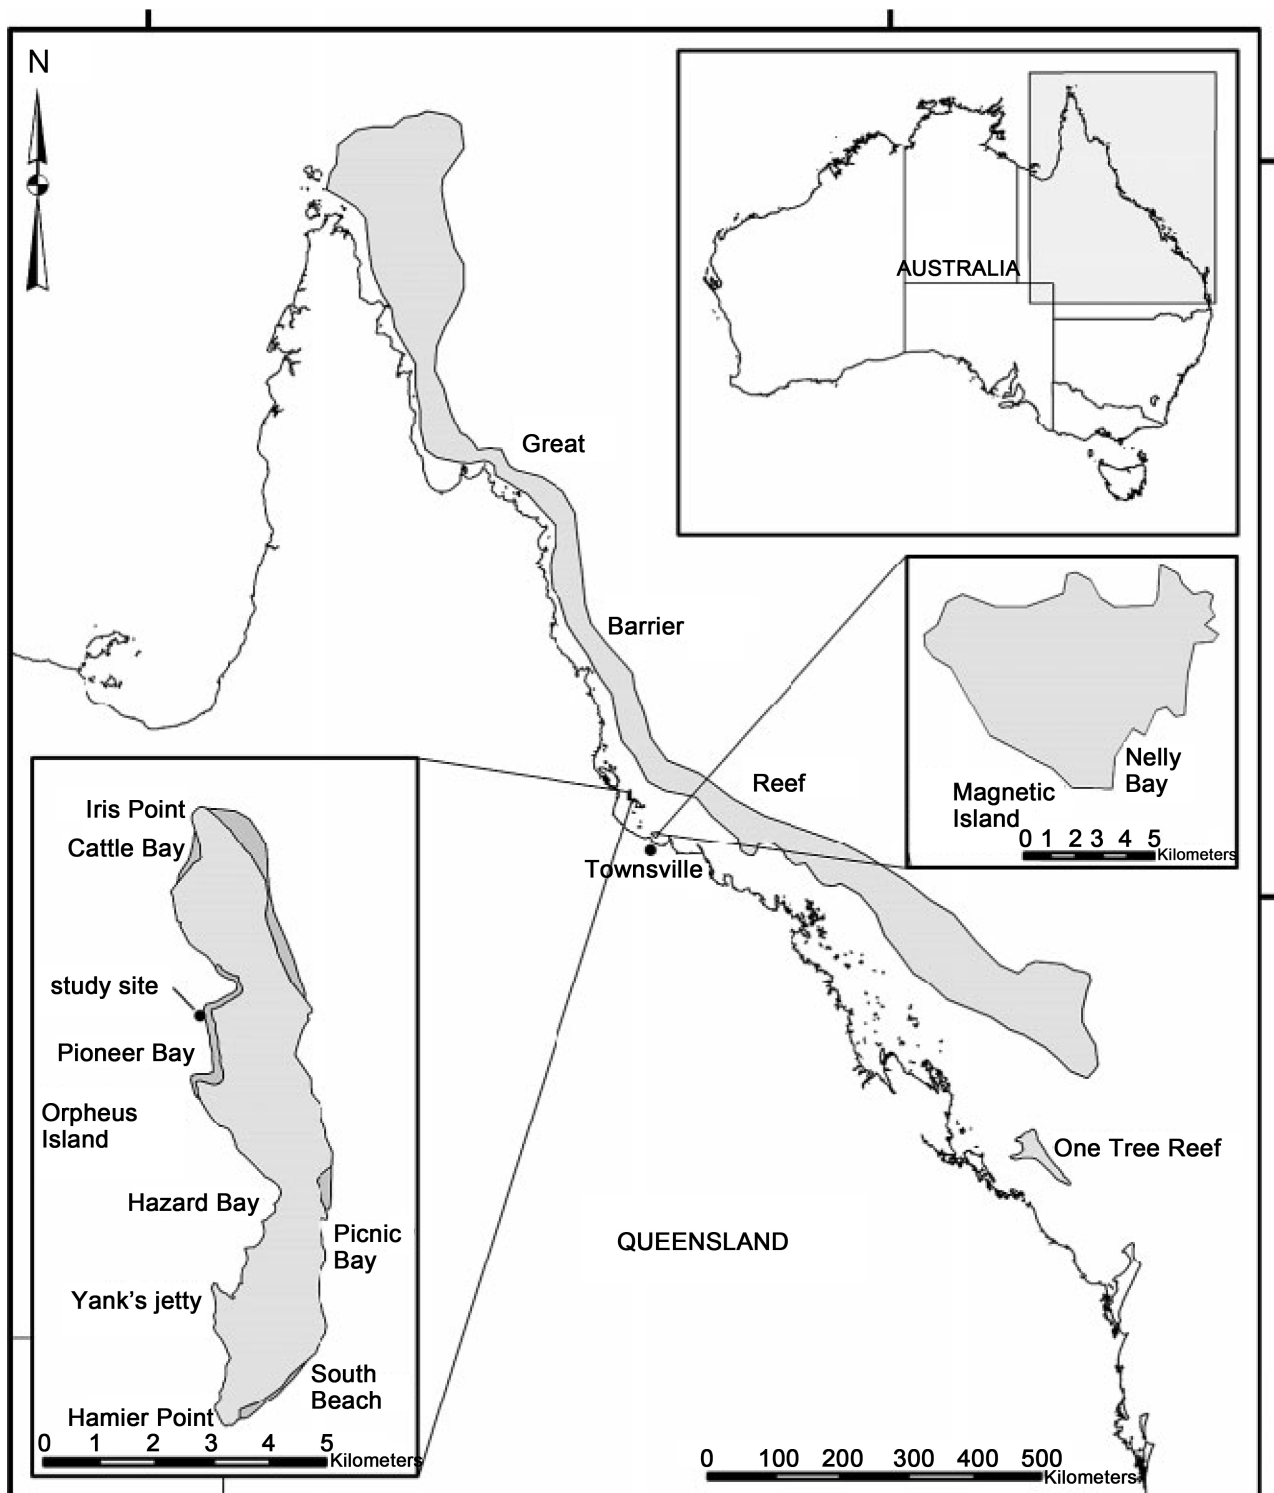 N
AUSTRALIA
Great
Barrier
Reef
Nelly
Bay
Magnetic
Island
0 1 2 3 4 5
Kilometers
Townsville
Iris Point
Cattle Bay
study site
Pioneer Bay
Orpheus
Island
Hazard Bay
Picnic
Bay
Yank's jetty
South
Beach
Hamier Point
0 1 2 3 4 5
Kilometers
One Tree Reef
QUEENSLAND
0 100 200 300 400 500
Kilometers